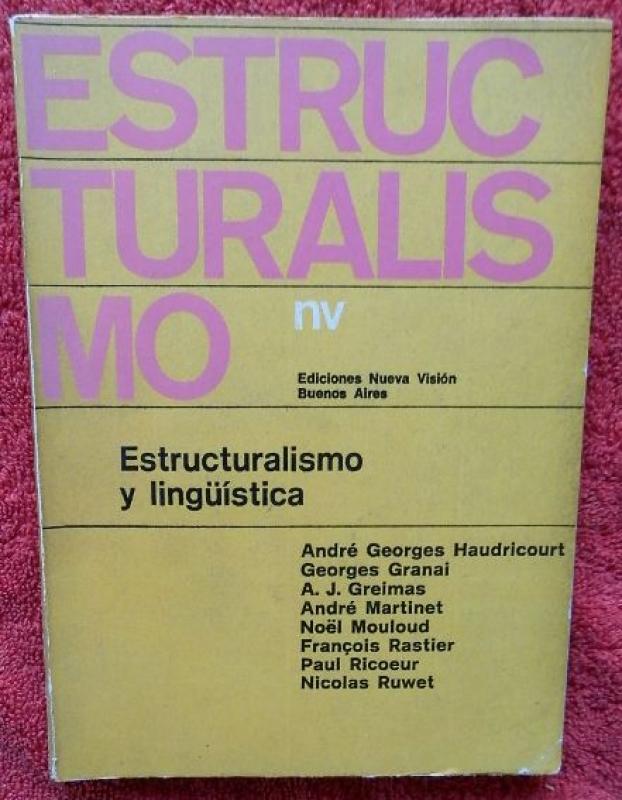 ESTRUC
TURALIS
MO
nv
Ediciones Nueva Visión
Buenos Aires
Estructuralismo
y lingüística
André Georges Haudricourt
Georges Granai
A. J. Greimas
André Martinet
Noël Mouloud
François Rastier
Paul Ricoeur
Nicolas Ruwet